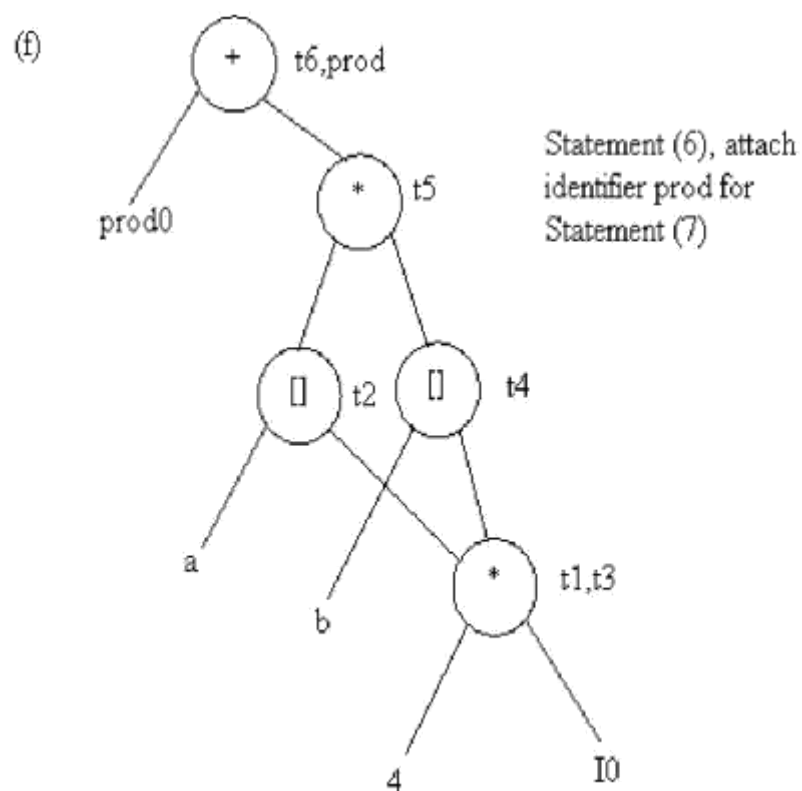 (f)
+
t6,prod
Statement (6), attach
identifier prod for
Statement (7)
*
t5
prod0
[]
t2
[]
t4
a
b
*
t1,t3
4
I0